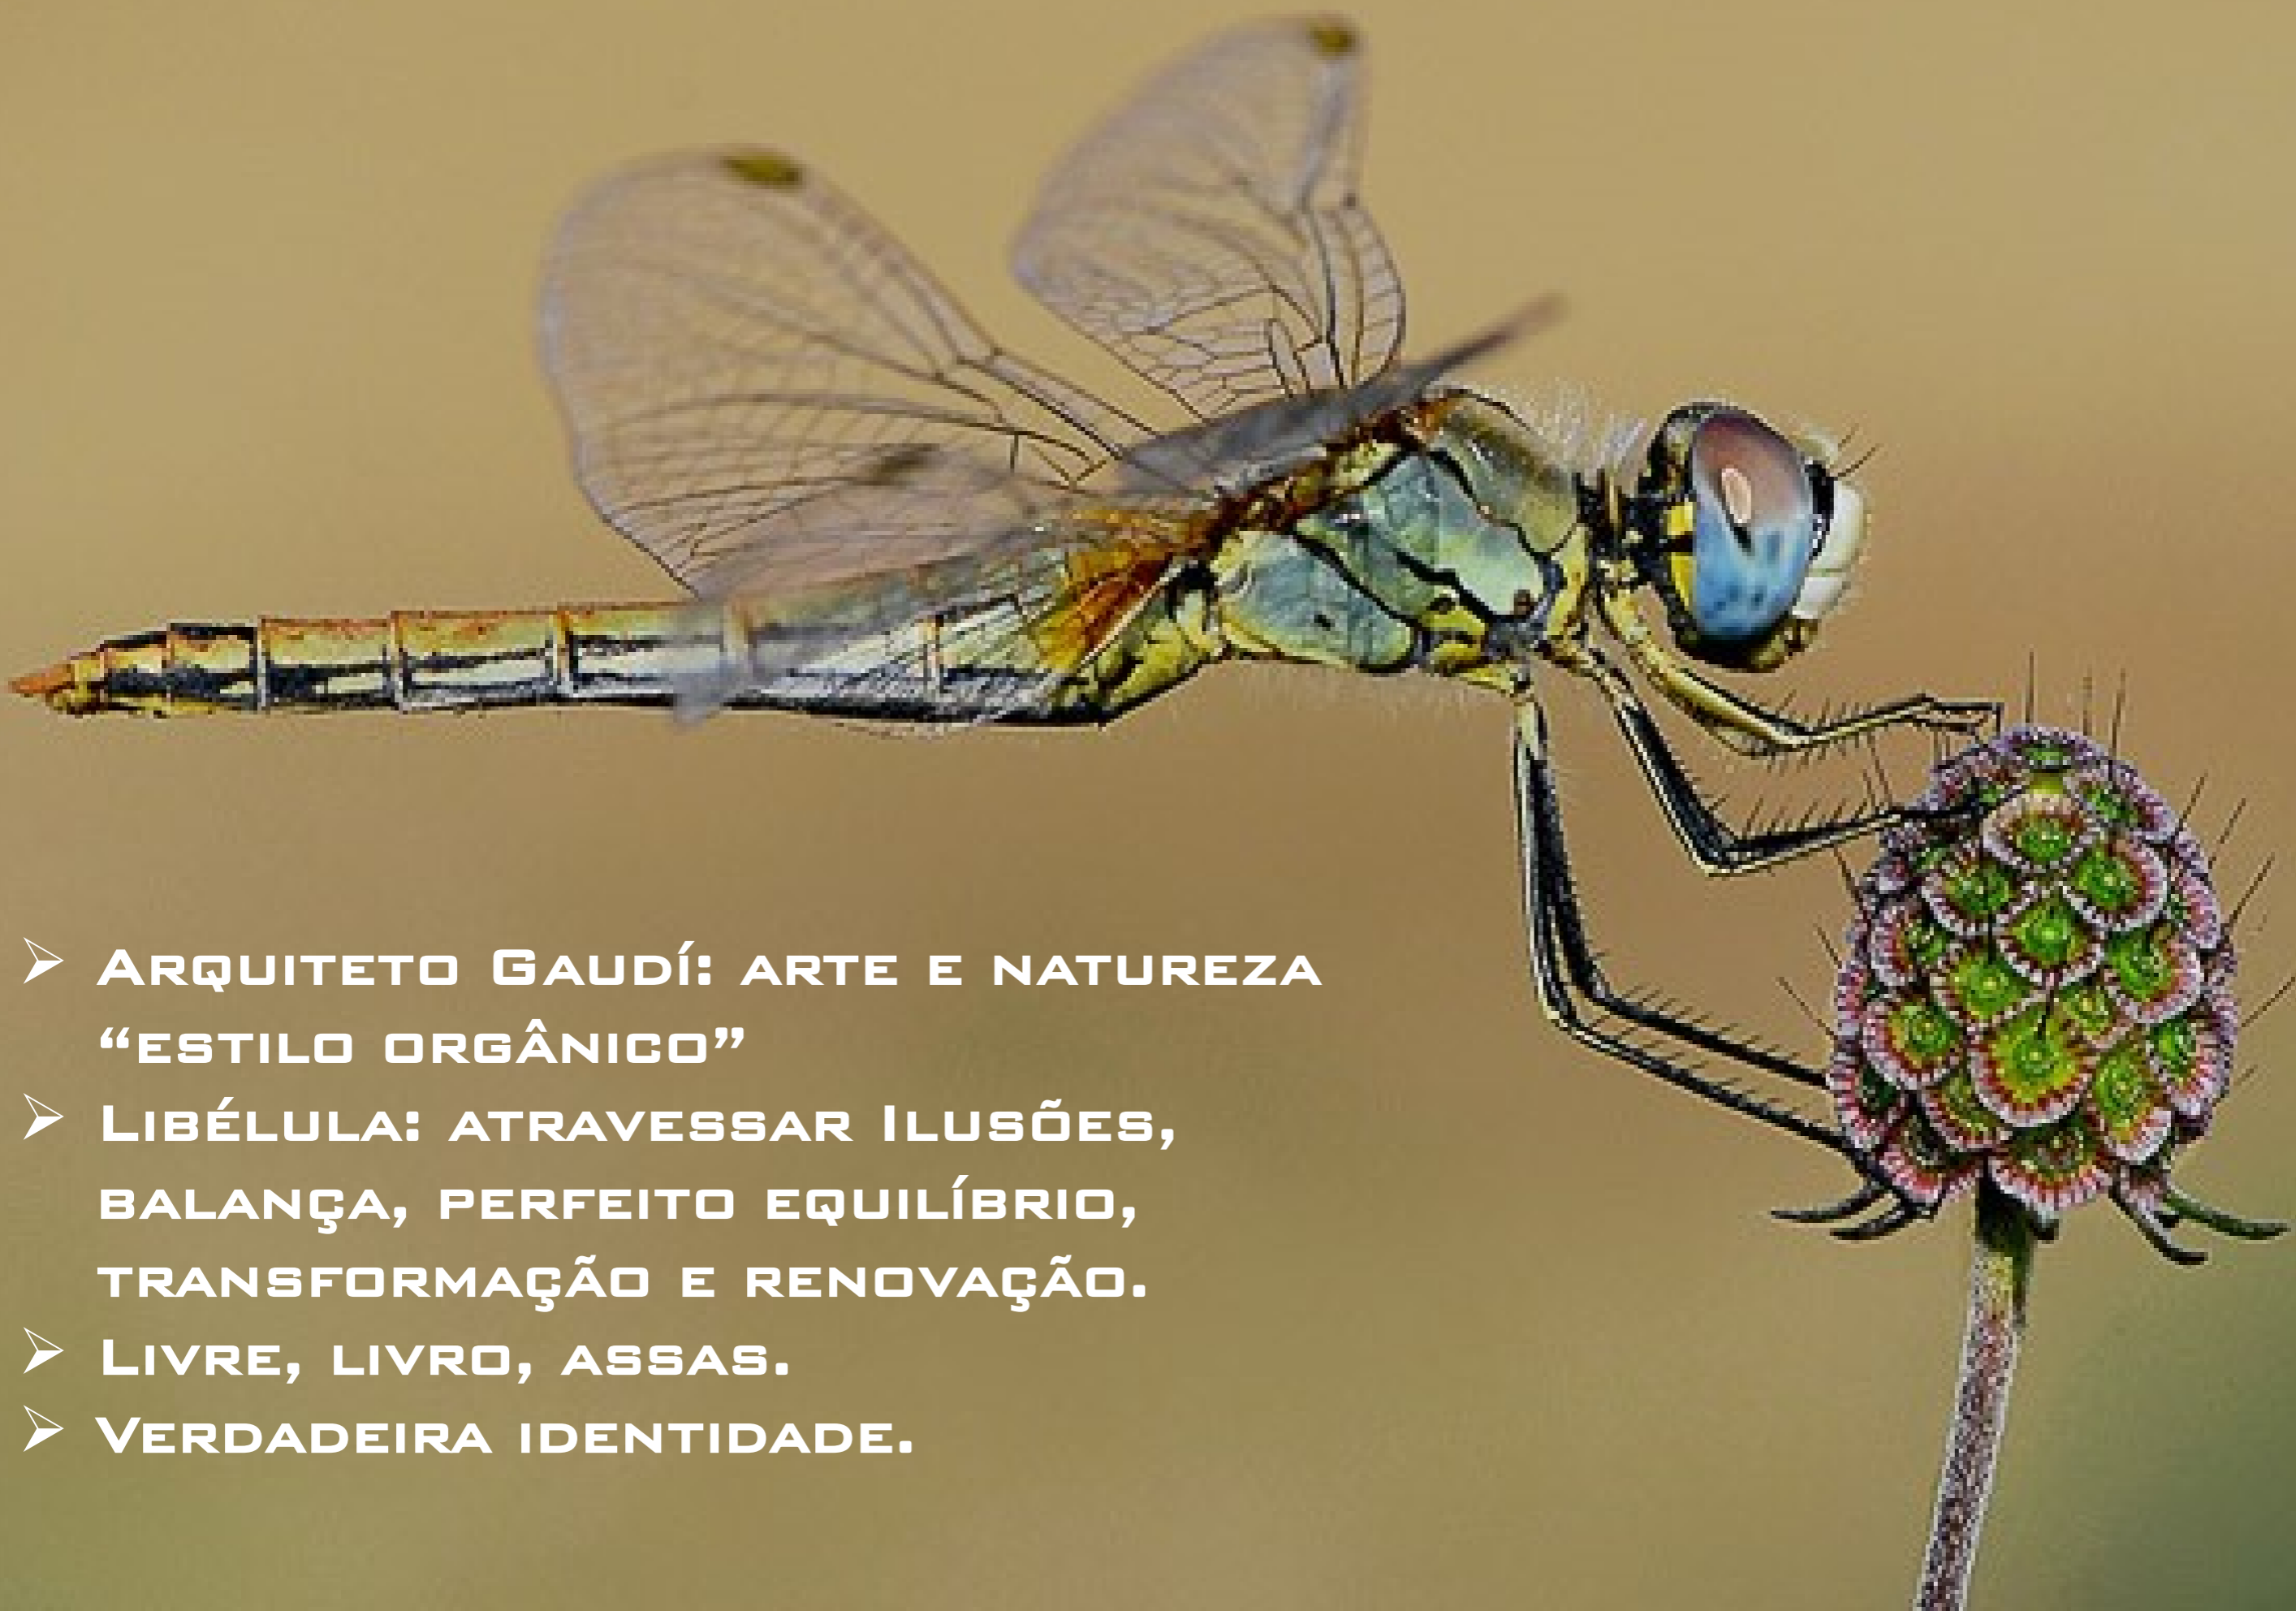 ➢ Arquiteto Gaudí: arte e natureza
“estilo orgânico”
➢ Libélula: atravessar Ilusões,
balança, perfeito equilíbrio,
transformação e renovação.
➢ Livre, livro, assas.
➢ Verdadeira identidade.